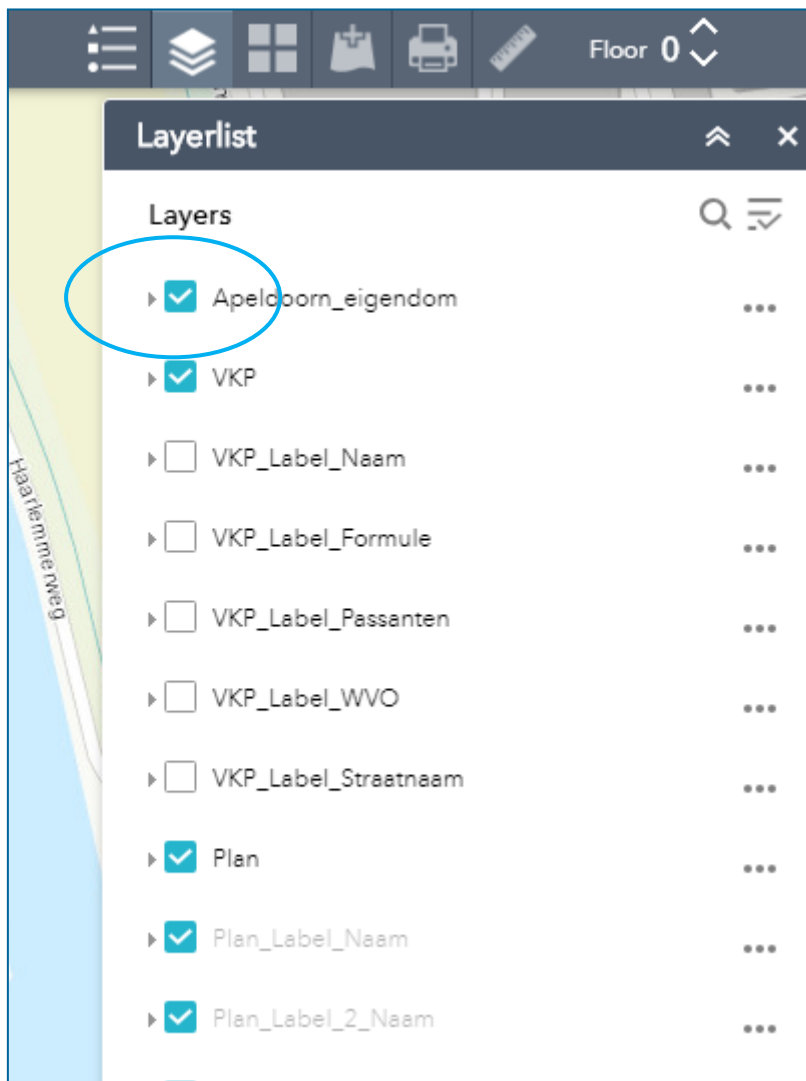 Floor 0
Layerlist
Layers
Apeldoorn_eigendom
VKP
VKP_Label_Naam
VKP_Label_Formule
VKP_Label_Passanten
VKP_Label_WVO
VKP_Label_Straatnaam
Plan
Plan_Label_Naam
Plan_Label_2_Naam
Haarlemmerweg